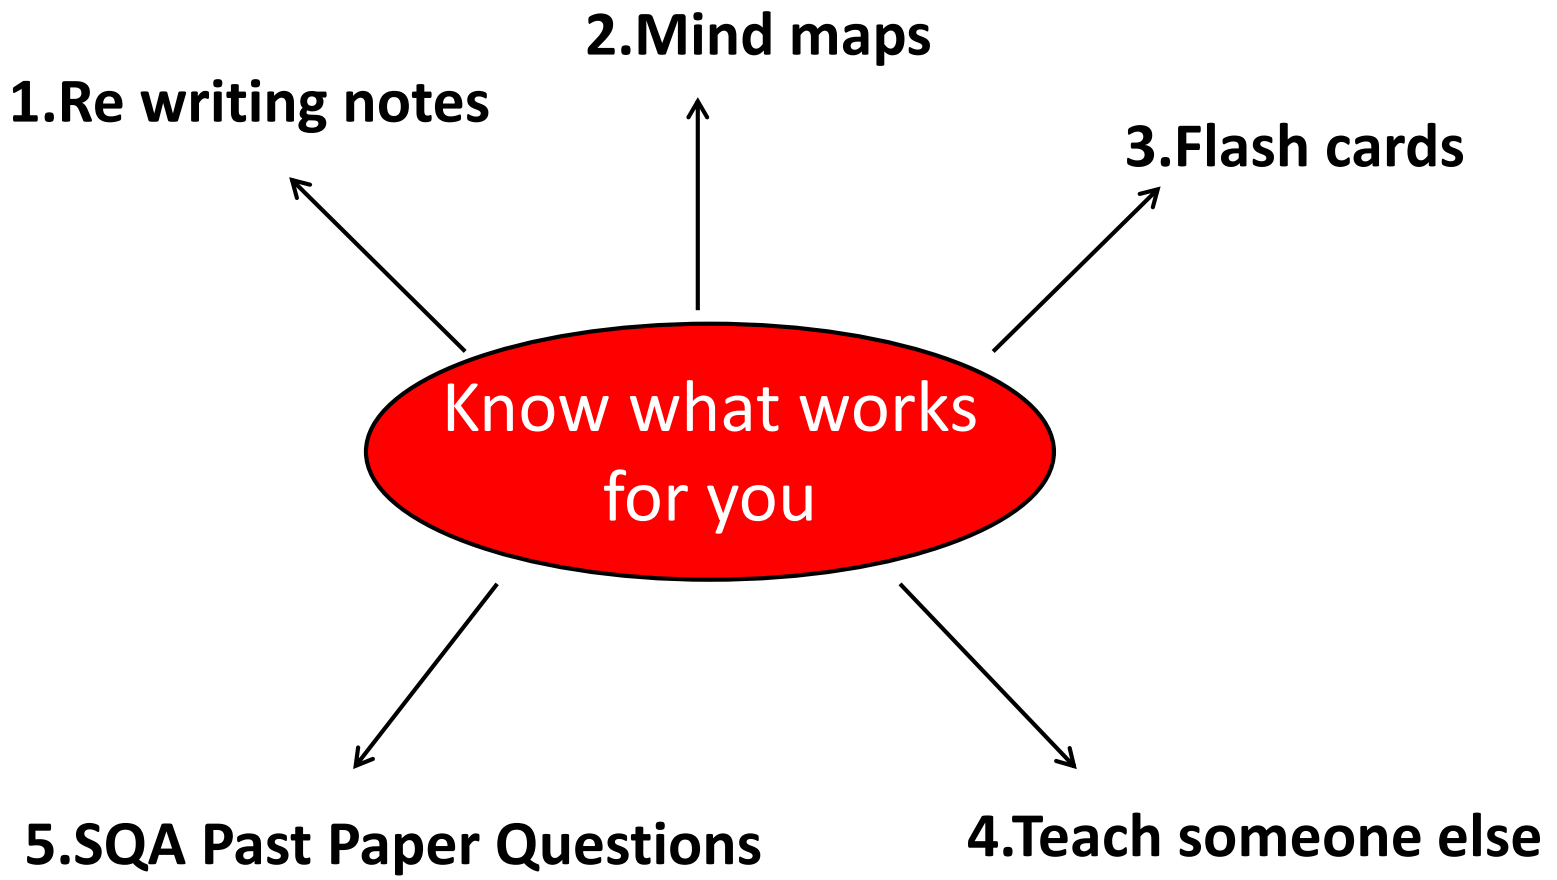 1.Re writing notes
2.Mind maps
3.Flash cards
Know what works
for you
4.Teach someone else
5.SQA Past Paper Questions